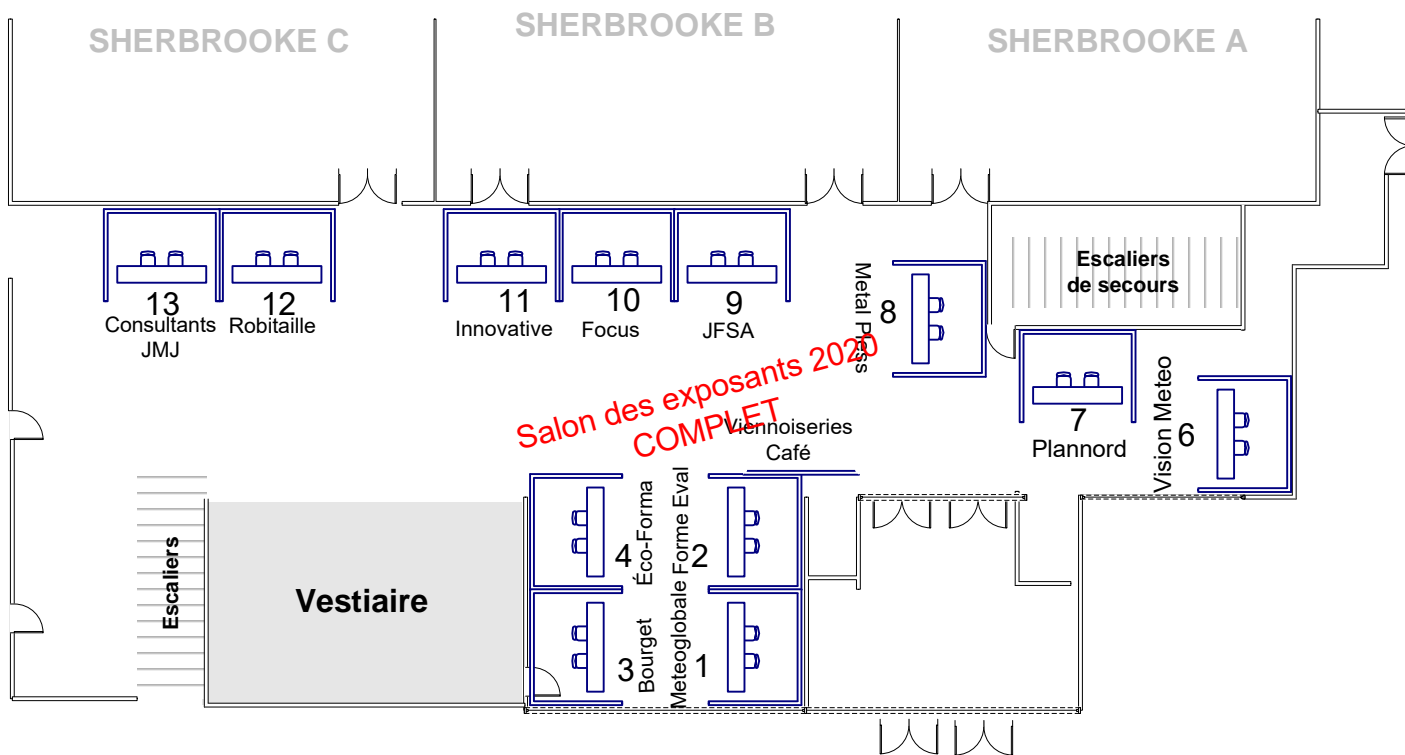 SHERBROOKE C
SHERBROOKE B
SHERBROOKE A
Escaliers
de secours
13
Consultants
JMJ
12
Robitaille
11
Innovative
10
Focus
9
JFSA
8
Metal Pless
7
Plannord
6
Vision Meteo
Salon des exposants 2020
COMPLET
Viennoiseries
Café
4
Éco-Forma
2
Forme Eval
3
Bourget
1
Meteoglobale
Escaliers
Vestiaire